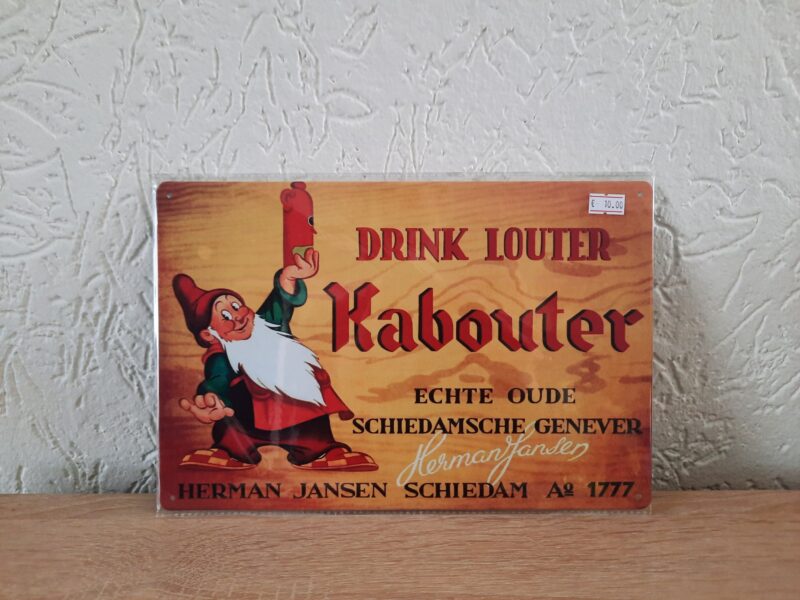 € 10.00
DRINK LOUTER
Kabouter
ECHTE OUDE
SCHIEDAMSCHE GENEVER
Herman Jansen
HERMAN JANSEN SCHIEDAM Aº 1777